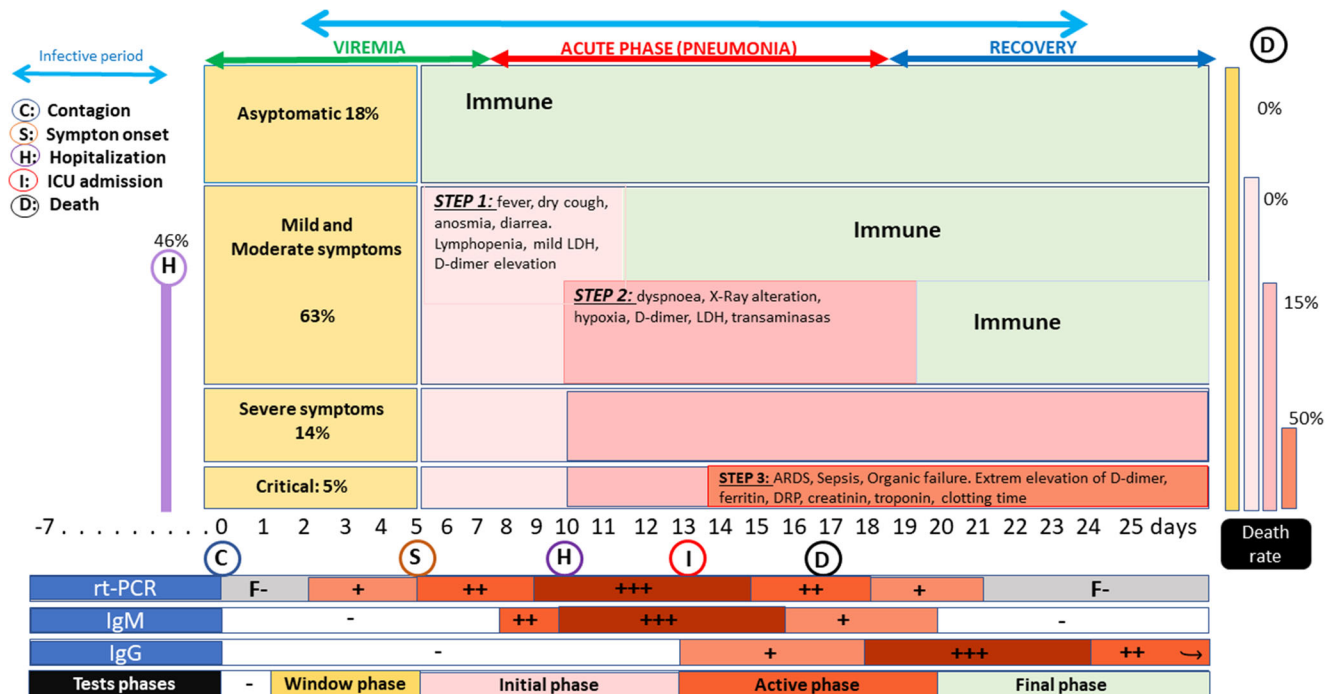 VIREMIA
ACUTE PHASE (PNEUMONIA)
RECOVERY
Infective period
C: Contagion
S: Sympton onset
H: Hopitalization
I: ICU admission
D: Death
46%
H
Asyptomatic 18%
Immune
Mild and
Moderate symptoms
63%
STEP 1: fever, dry cough,
anosmia, diarrea.
Lymphopenia, mild LDH,
D-dimer elevation
Immune
STEP 2: dyspnoea, X-Ray alteration,
hypoxia, D-dimer, LDH, transaminasas
Immune
Severe symptoms
14%
Critical: 5%
STEP 3: ARDS, Sepsis, Organic failure. Extrem elevation of D-dimer,
ferritin, DRP, creatinin, troponin, clotting time
D
0%
0%
15%
50%
Death
rate
-7. . . . . . . . 0 1 2 3 4 5 6 7 8 9 10 11 12 13 14 15 16 17 18 19 20 21 22 23 24 25 days
C S H I D
rt-PCR F- + ++ +++ ++ + F-
IgM - ++ +++ + -
IgG - + +++ ++
Tests phases - Window phase Initial phase Active phase Final phase